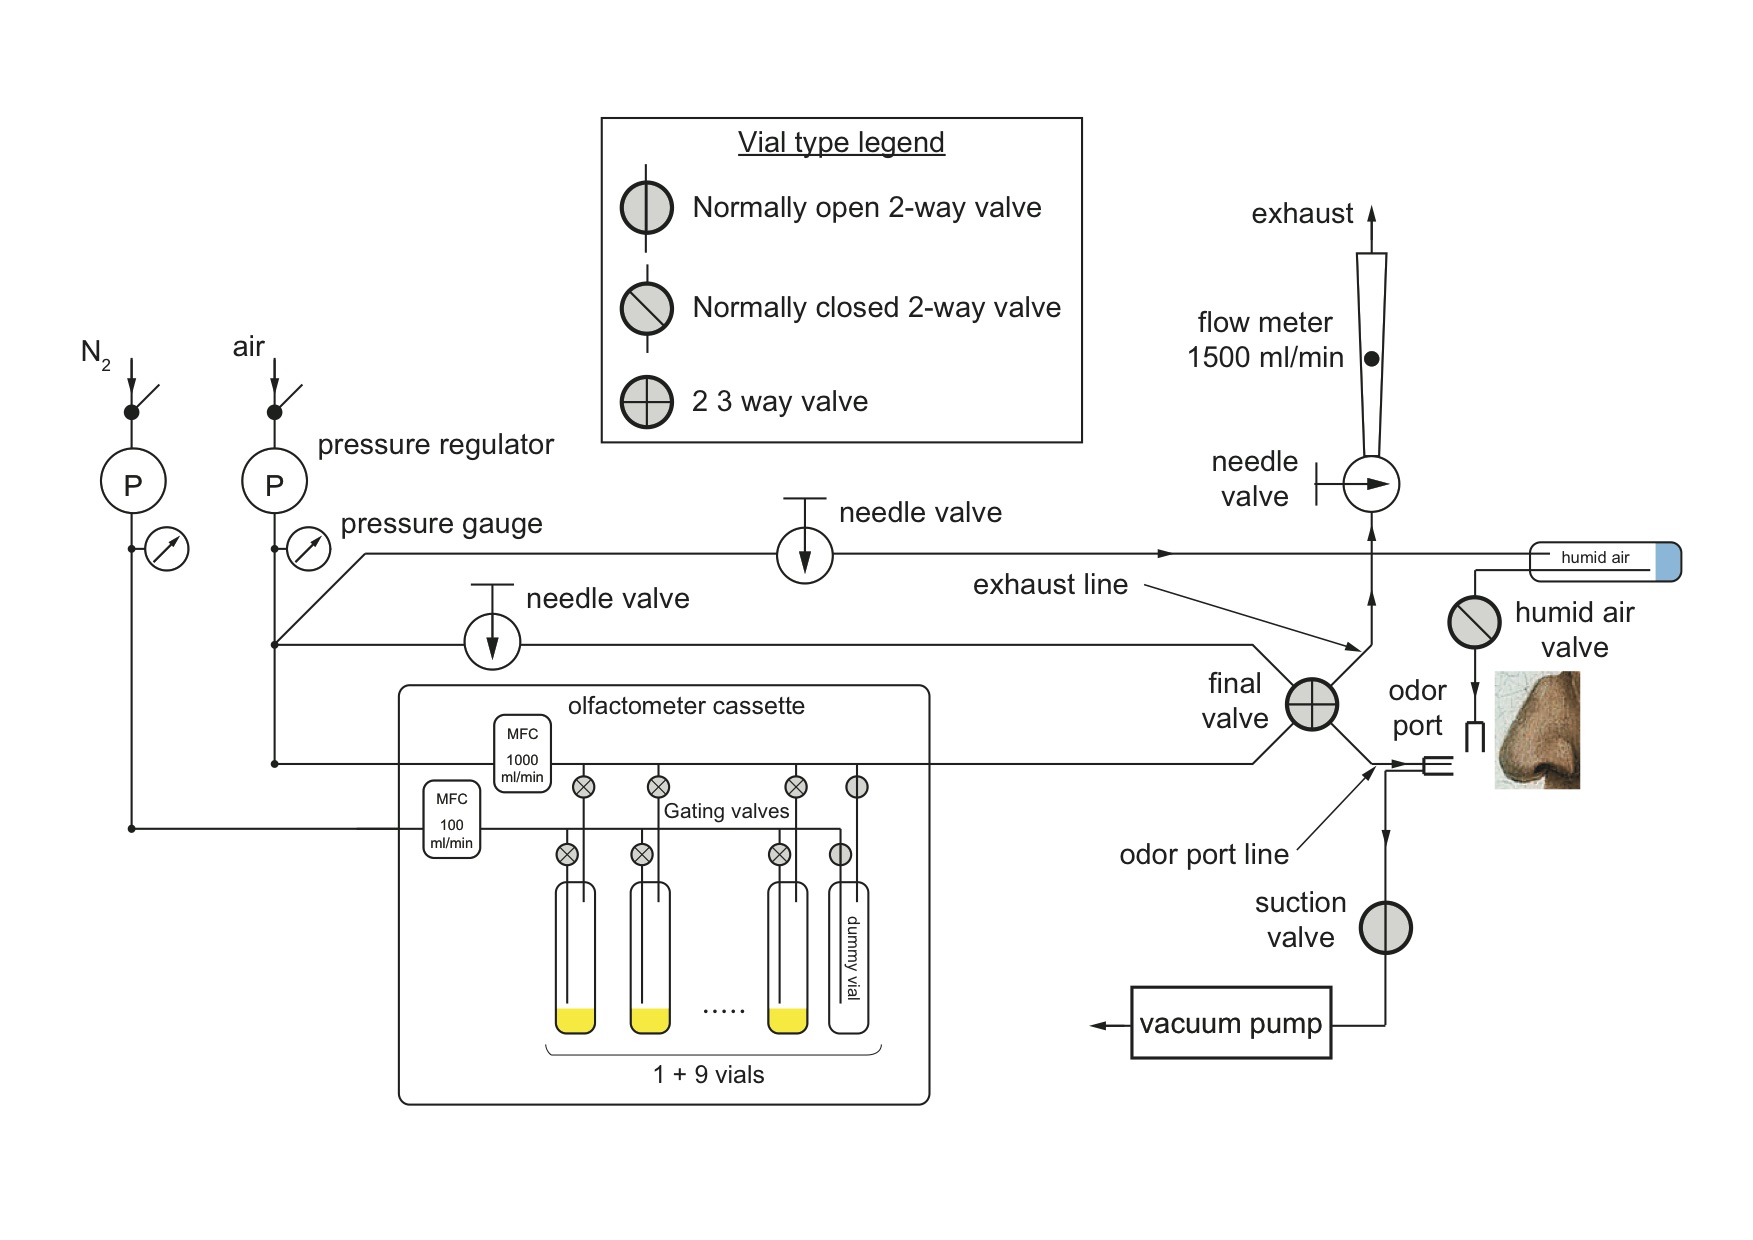 Vial type legend
Normally open 2-way valve
Normally closed 2-way valve
2 3 way valve
exhaust
flow meter
1500 ml/min
needle
valve
N2
air
pressure regulator
P
P
pressure gauge
needle valve
humid air
exhaust line
needle valve
humid air
valve
final
valve
odor
port
olfactometer cassette
MFC
1000
ml/min
MFC
100
ml/min
Gating valves
odor port line
dummy vial
suction
valve
.....
vacuum pump
1 + 9 vials